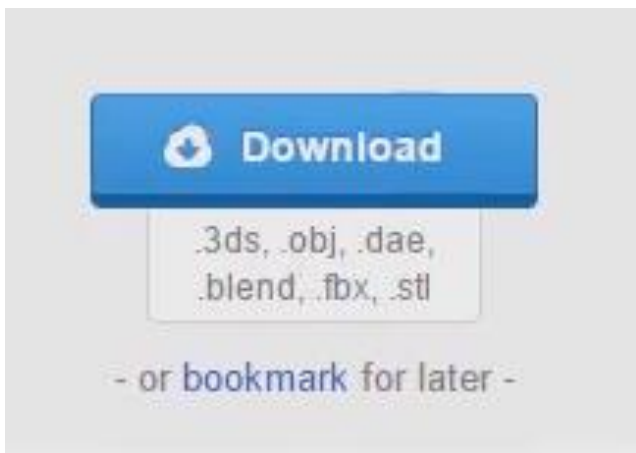 Download
.3ds, .obj, .dae,
.blend, .fbx, .stl
- or bookmark for later -